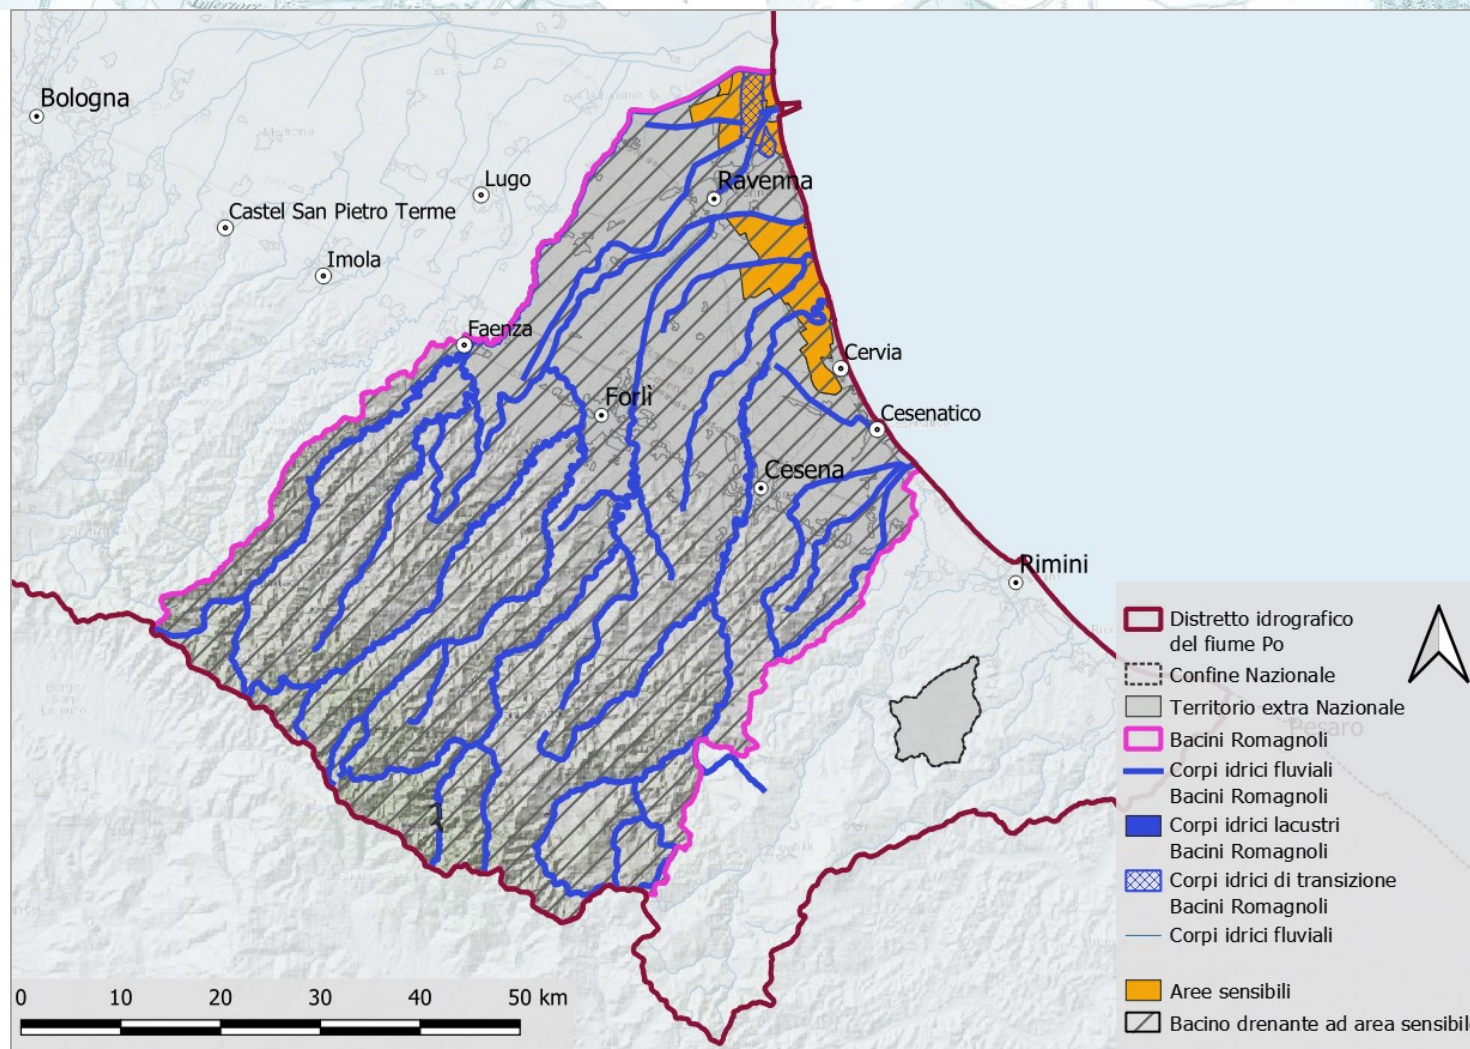 Bologna
Lugo
Ravenna
Castel San Pietro Terme
Imola
Faenza
Cervia
Forlì
Cesenatico
Cesena
Rimini
Pesaro
Distretto idrografico
del fiume Po
Confine Nazionale
Territorio extra Nazionale
Bacini Romagnoli
Corpi idrici fluviali
Bacini Romagnoli
Corpi idrici lacustri
Bacini Romagnoli
Corpi idrici di transizione
Bacini Romagnoli
Corpi idrici fluviali
Aree sensibili
Bacino drenante ad area sensibile
0 10 20 30 40 50 km